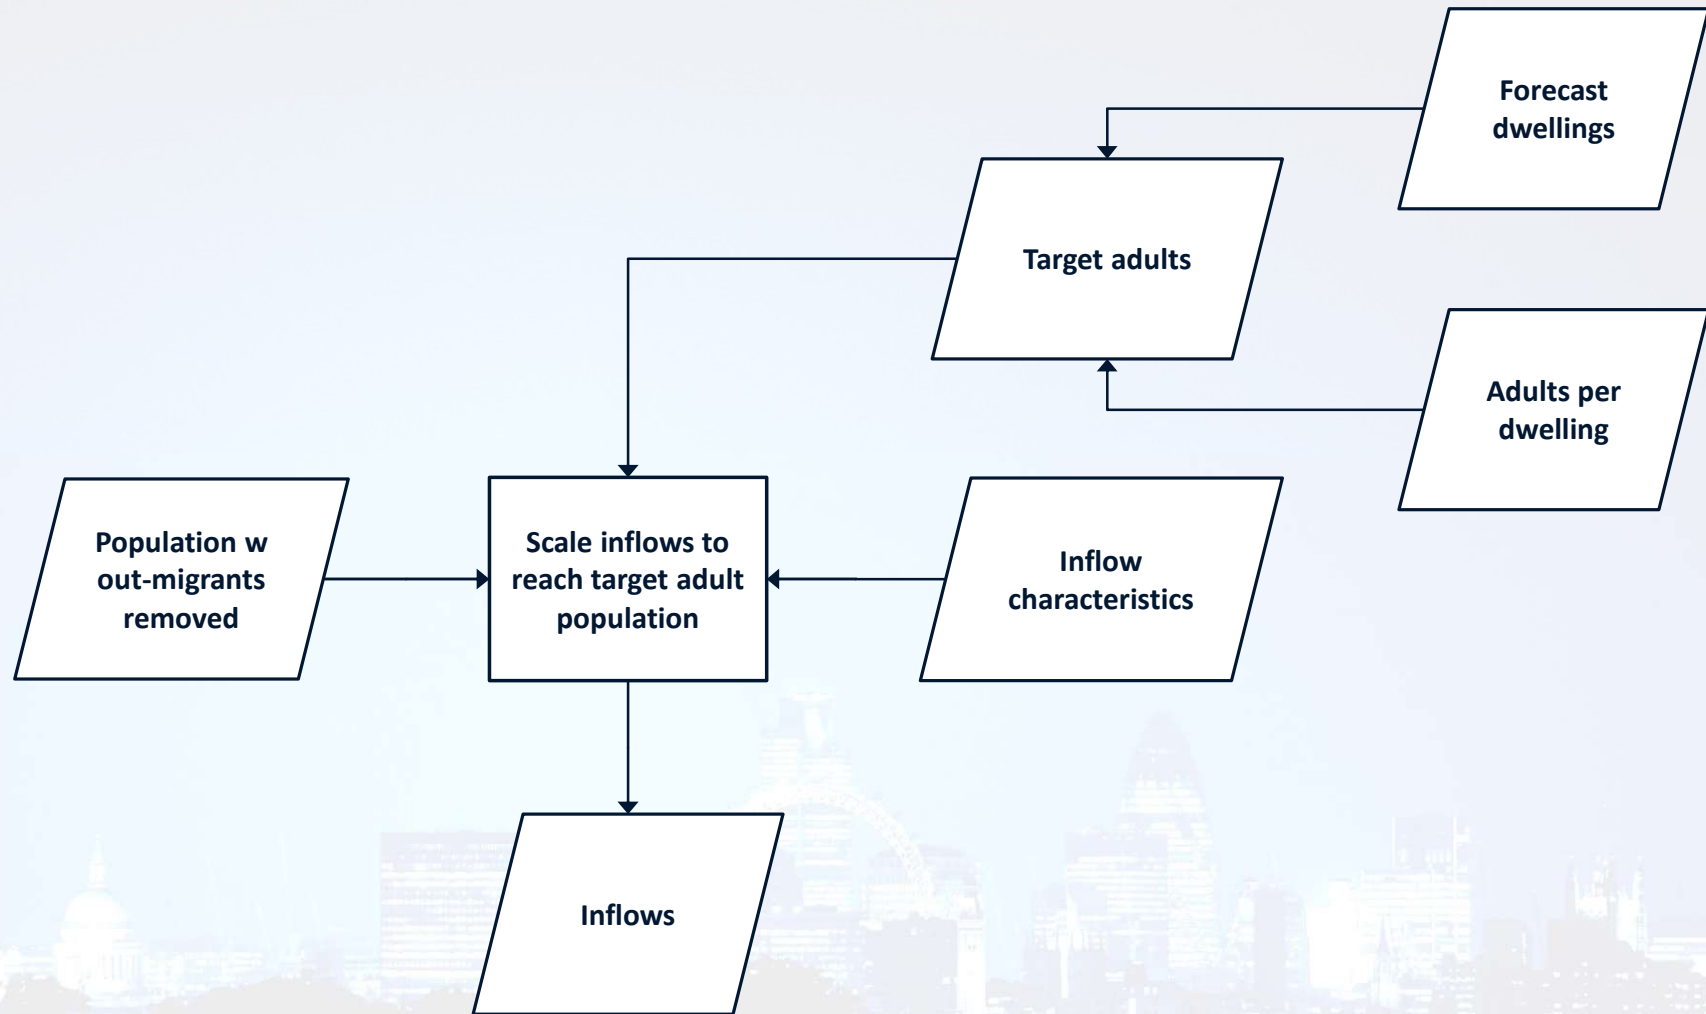 Forecast
dwellings
Target adults
Adults per
dwelling
Population w
out-migrants
removed
Scale inflows to
reach target adult
population
Inflow
characteristics
Inflows